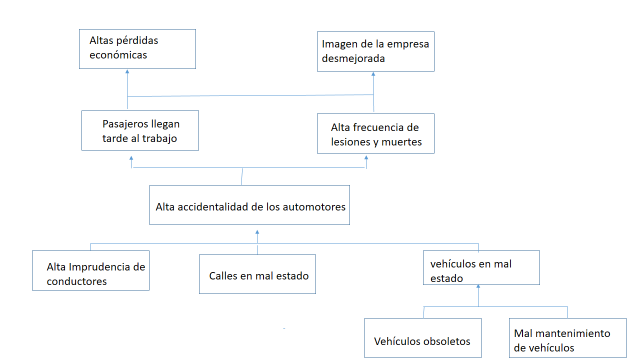 Altas pérdidas
económicas
Imagen de la empresa
desmejorada
Pasajeros llegan
tarde al trabajo
Alta frecuencia de
lesiones y muertes
Alta accidentalidad de los automotores
Alta Imprudencia de
conductores
Calles en mal estado
vehículos en mal
estado
Vehículos obsoletos
Mal mantenimiento
de vehículos